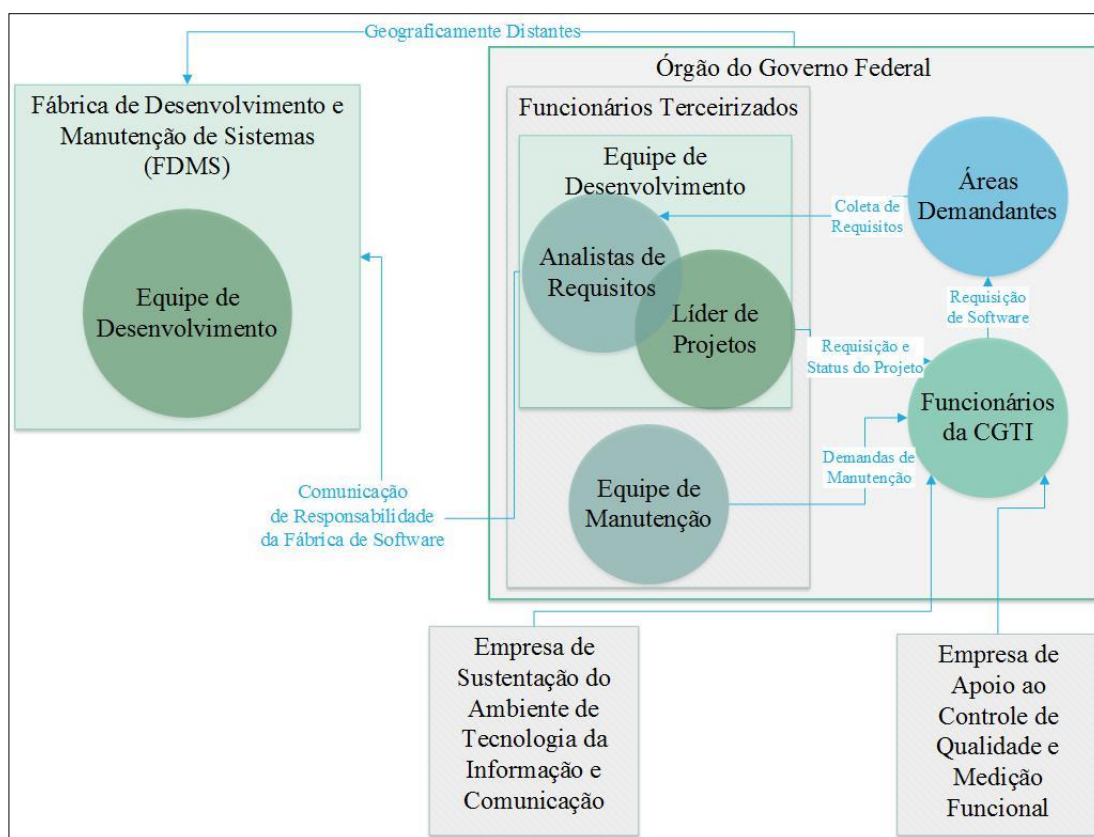 Geograficamente Distantes
Fábrica de Desenvolvimento e
Manutenção de Sistemas
(FDMS)
Equipe de
Desenvolvimento
Comunicação
de Responsabilidade
da Fábrica de Software
Órgão do Governo Federal
Funcionários Terceirizados
Equipe de
Desenvolvimento
Analistas de
Requisitos
Líder de
Projetos
Equipe de
Manutenção
Coleta de
Requisitos
Áreas
Demandantes
Requisição
de Software
Requisição e
Status do Projeto
Funcionários
da CGTI
Demandas de
Manutenção
Empresa de
Sustentação do
Ambiente de
Tecnologia da
Informação e
Comunicação
Empresa de
Apoio ao
Controle de
Qualidade e
Medição
Funcional